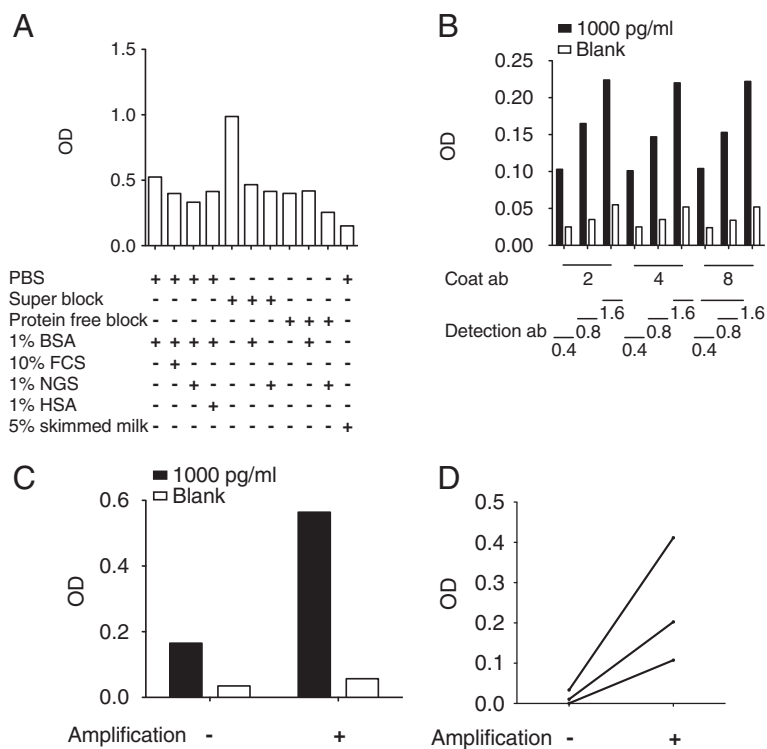 A
OD
1.5
1.0
0.5
0.0
PBS + + + + - - - - - - +
Super block - - - - + + + - - - -
Protein free block - - - - - - - + + + -
1% BSA + + + + - + - - + - -
10% FCS - + - - - - - - - - -
1% NGS - - + - - - + - - + -
1% HSA - - - + - - - - - - -
5% skimmed milk - - - - - - - - - - +
B
1000 pg/ml
Blank
OD
0.25
0.20
0.15
0.10
0.05
0.00
Coat ab 2 4 8
Detection ab 0.4 0.8 1.6 0.4 0.8 1.6 0.4 0.8 1.6
C
1000 pg/ml
Blank
OD
0.6
0.4
0.2
0.0
Amplification - +
D
OD
0.5
0.4
0.3
0.2
0.1
0.0
Amplification - +